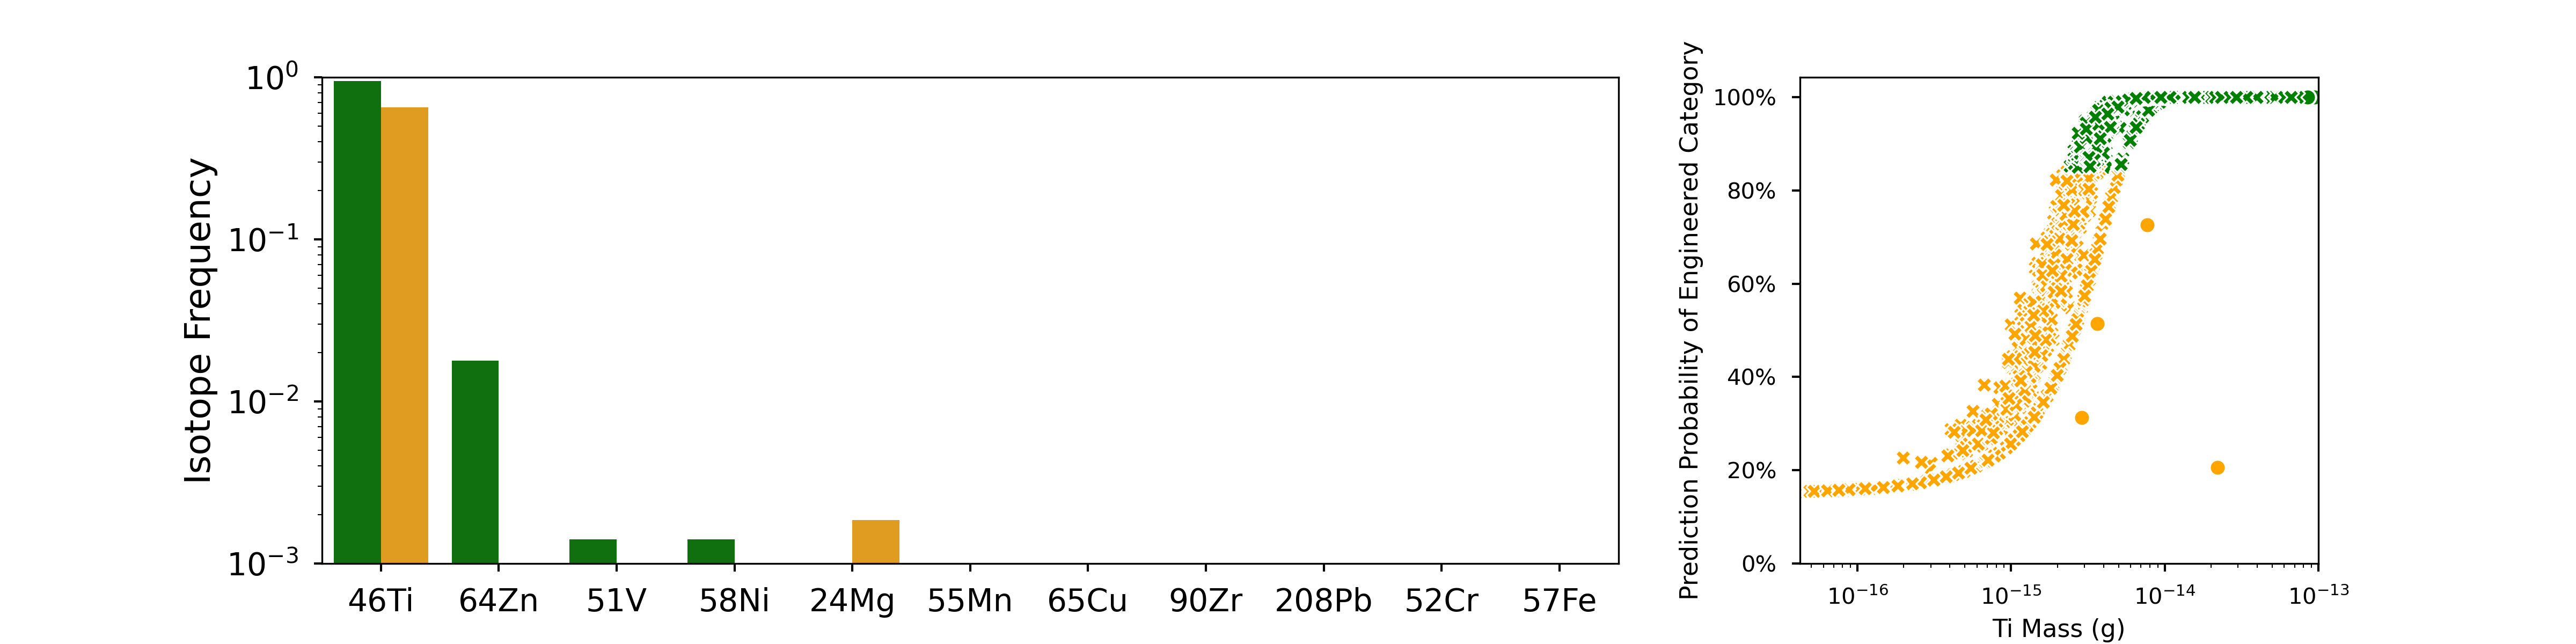 Isotope Frequency
10⁰
10⁻¹
10⁻²
10⁻³
46Ti 64Zn 51V 58Ni 24Mg 55Mn 65Cu 90Zr 208Pb 52Cr 57Fe
Prediction Probability of Engineered Category
100%
80%
60%
40%
20%
0%
10⁻¹⁶ 10⁻¹⁵ 10⁻¹⁴ 10⁻¹³
Ti Mass (g)